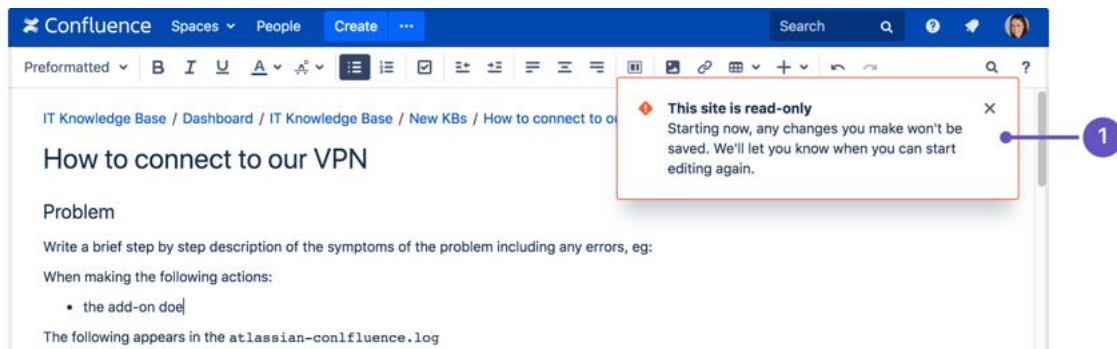 Confluence Spaces People Create ... Search
Preformatted B I U A A ?
This site is read-only
Starting now, any changes you make won't be
saved. We'll let you know when you can start
editing again.
1
IT Knowledge Base / Dashboard / IT Knowledge Base / New KBs / How to connect to ou
How to connect to our VPN
Problem
Write a brief step by step description of the symptoms of the problem including any errors, eg:
When making the following actions:
• the add-on doe
The following appears in the atlassian-conlfluence.log